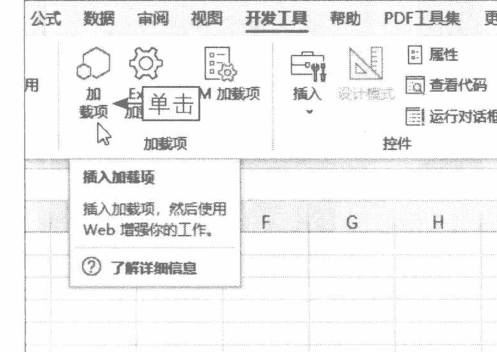 公式 数据 审阅 视图 开发工具 帮助 PDF工具集
用
加
载项
单击
M 加载项
加载项
插入
设计模式
属性
查看代码
运行对话框
控件
插入加载项
插入加载项，然后使用
Web 增强你的工作。
了解详细信息
F G H